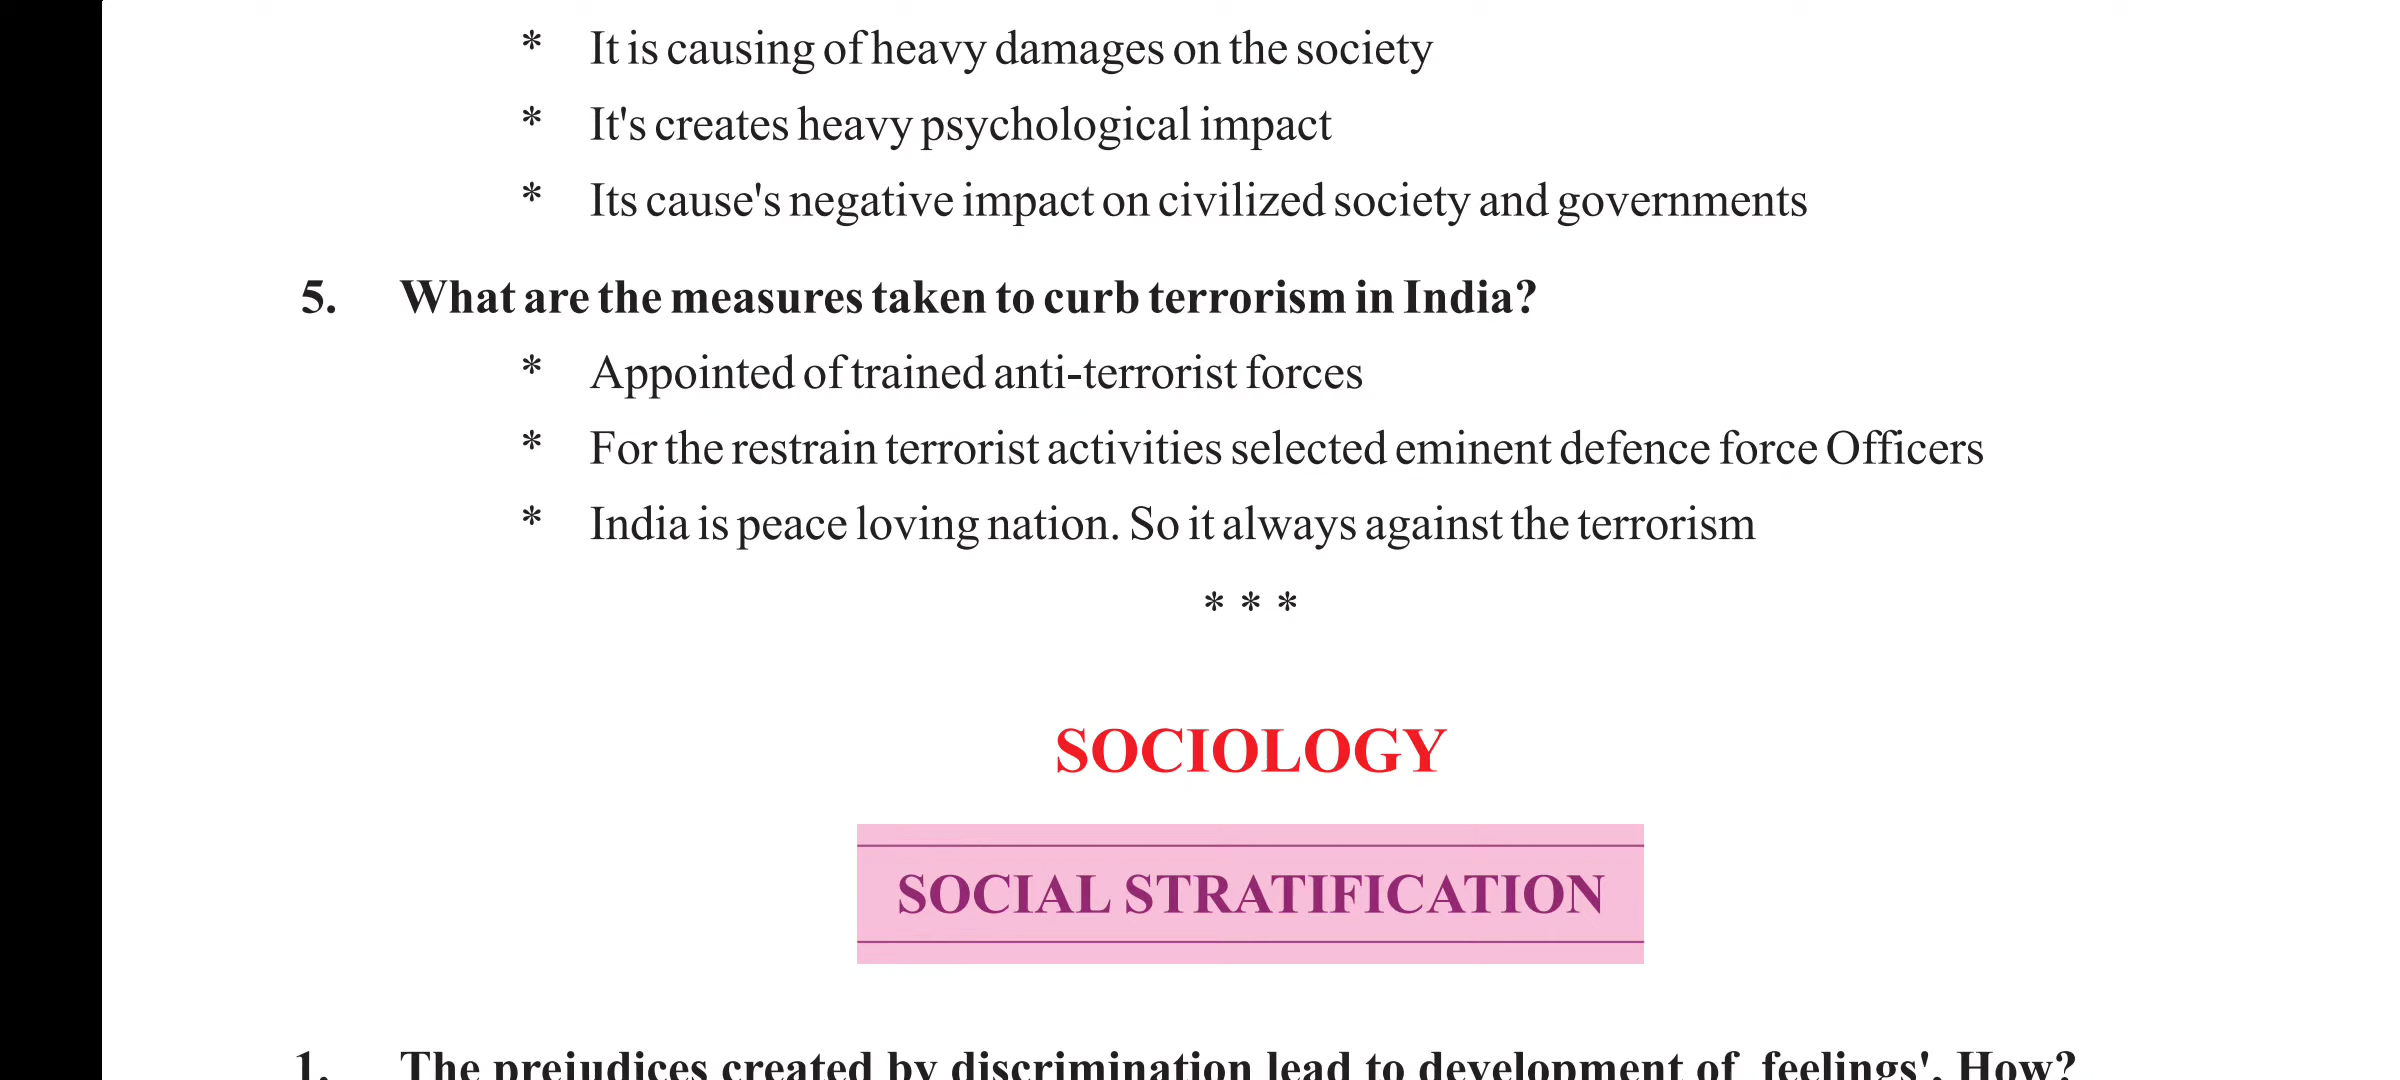 * It is causing of heavy damages on the society
* It's creates heavy psychological impact
* Its cause's negative impact on civilized society and governments
5. What are the measures taken to curb terrorism in India?
* Appointed of trained anti-terrorist forces
* For the restrain terrorist activities selected eminent defence force Officers
* India is peace loving nation. So it always against the terrorism
* * *
SOCIOLOGY
SOCIAL STRATIFICATION
1. The prejudices created by discrimination lead to development of feelings'. How?